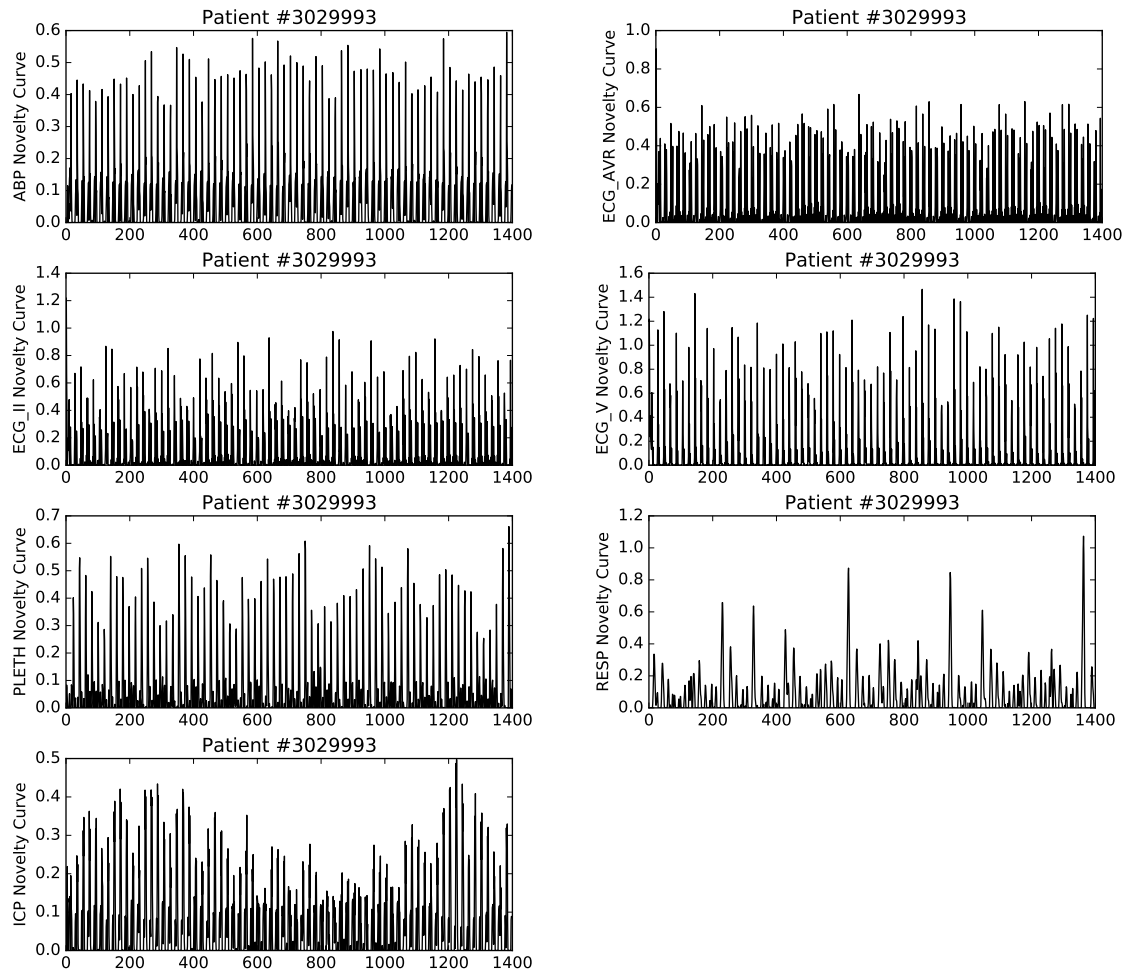 Patient #3029993
ABP Novelty Curve
0.6
0.5
0.4
0.3
0.2
0.1
0.0
0 200 400 600 800 1000 1200 1400
Patient #3029993
ECG_AVR Novelty Curve
1.0
0.8
0.6
0.4
0.2
0.0
0 200 400 600 800 1000 1200 1400
Patient #3029993
ECG_II Novelty Curve
1.4
1.2
1.0
0.8
0.6
0.4
0.2
0.0
0 200 400 600 800 1000 1200 1400
Patient #3029993
ECG_V Novelty Curve
1.6
1.4
1.2
1.0
0.8
0.6
0.4
0.2
0.0
0 200 400 600 800 1000 1200 1400
Patient #3029993
PLETH Novelty Curve
0.7
0.6
0.5
0.4
0.3
0.2
0.1
0.0
0 200 400 600 800 1000 1200 1400
Patient #3029993
RESP Novelty Curve
1.2
1.0
0.8
0.6
0.4
0.2
0.0
0 200 400 600 800 1000 1200 1400
Patient #3029993
ICP Novelty Curve
0.5
0.4
0.3
0.2
0.1
0.0
0 200 400 600 800 1000 1200 1400